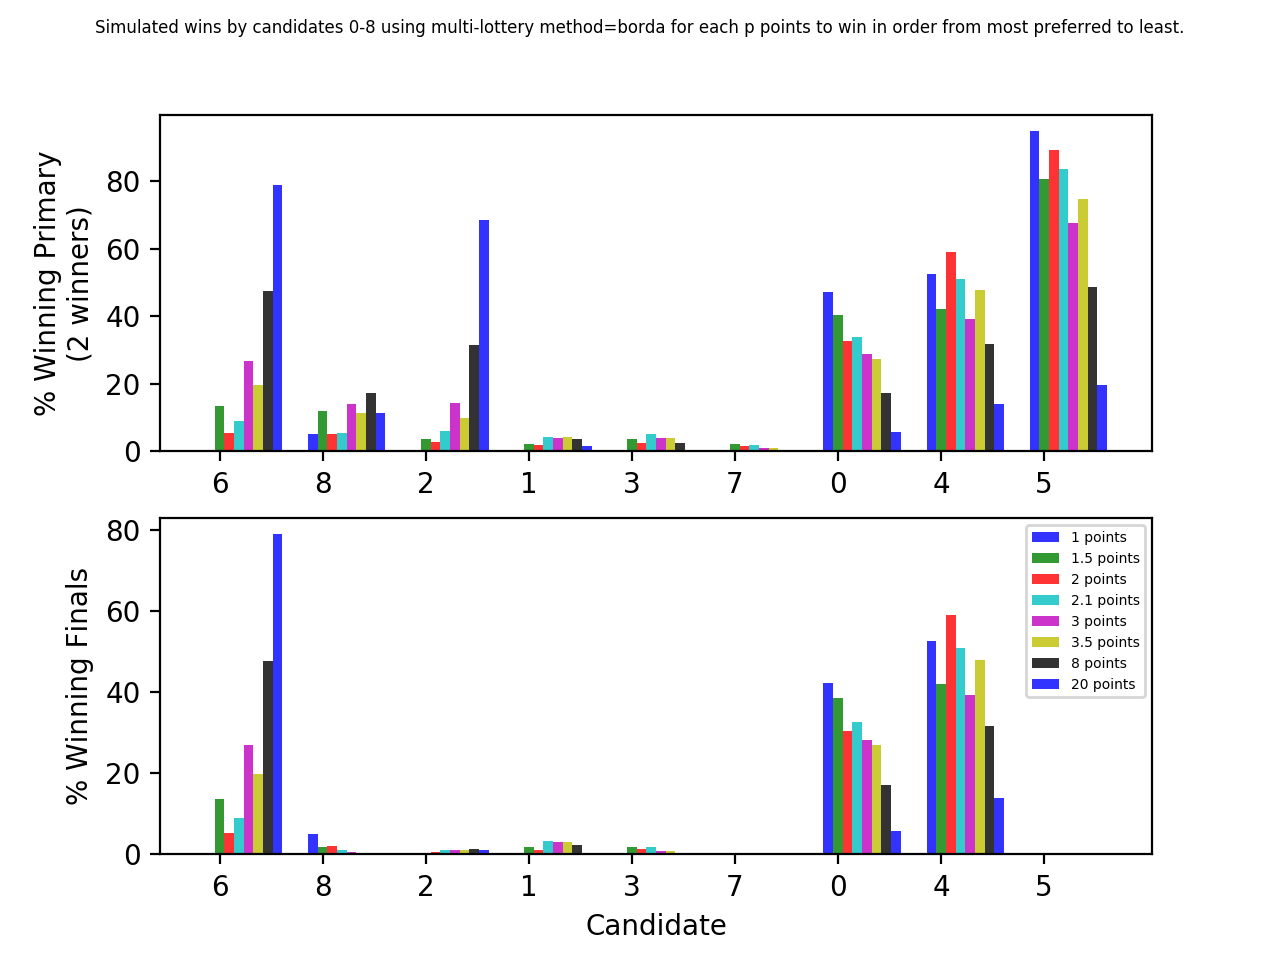 Simulated wins by candidates 0-8 using multi-lottery method=borda for each p points to win in order from most preferred to least.
% Winning Primary
(2 winners)
80
60
40
20
0
6 8 2 1 3 7 0 4 5
% Winning Finals
80
60
40
20
0
1 points
1.5 points
2 points
2.1 points
3 points
3.5 points
8 points
20 points
6 8 2 1 3 7 0 4 5
Candidate